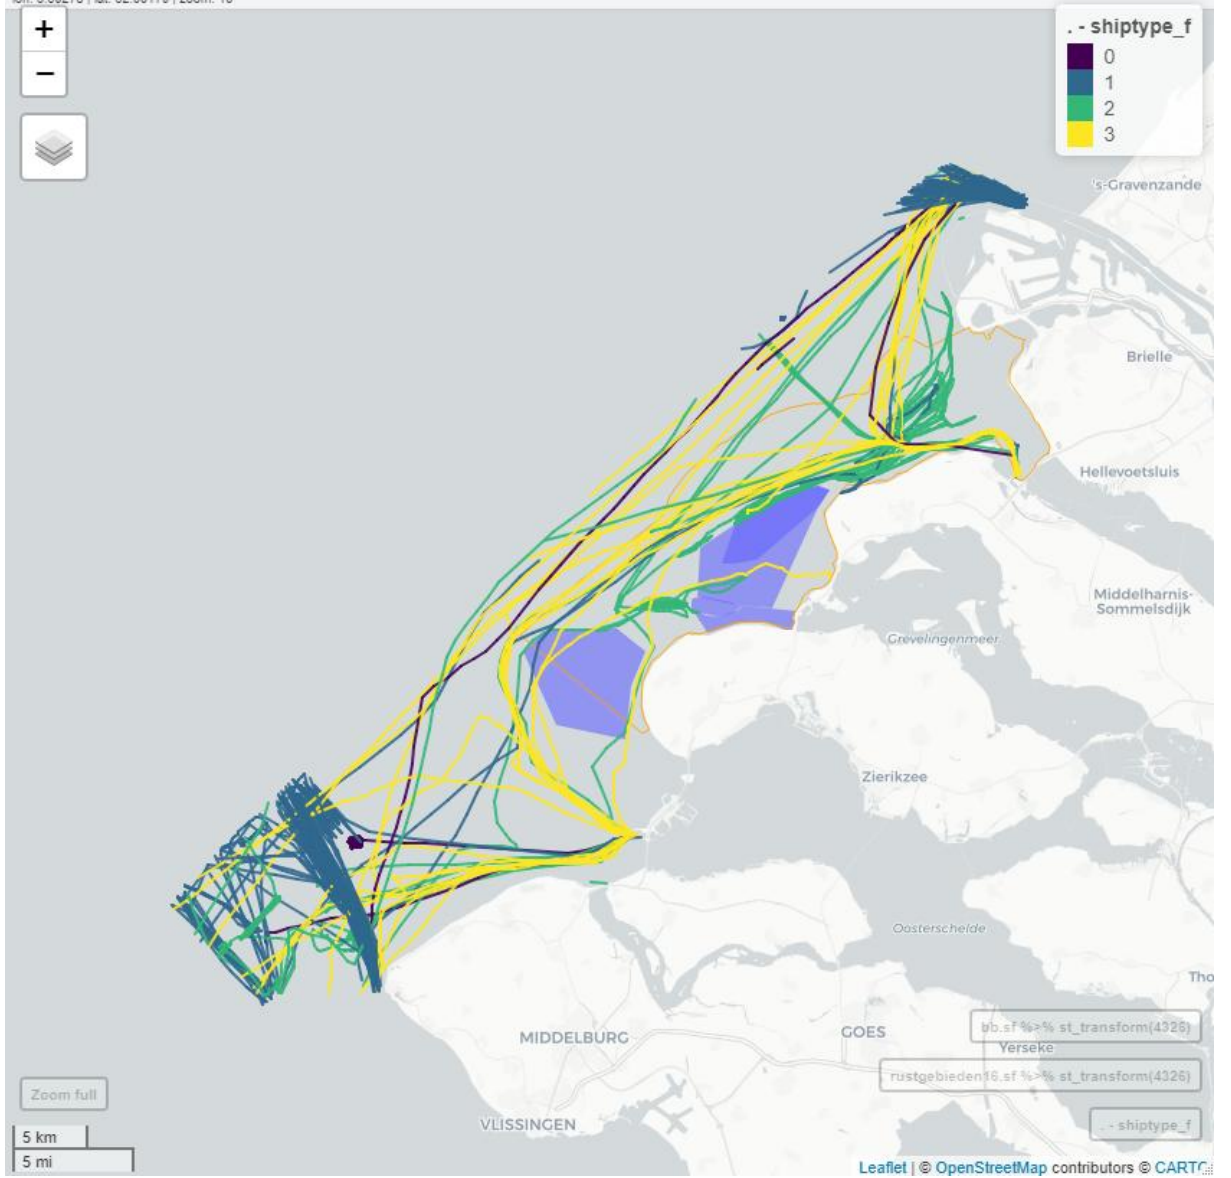 +
−
. - shiptype_f
0
1
2
3
's-Gravenzande
Brielle
Hellevoetsluis
Middelharnis-
Sommelsdijk
Grevelingenmeer
Zierikzee
Oosterschelde
Tho
MIDDELBURG
GOES
bb.sf %>% st_transform(4326)
Yerseke
rustgebieden16.sf %>% st_transform(4326)
Zoom full
VLISSINGEN
. - shiptype_f
5 km
5 mi
Leaflet | © OpenStreetMap contributors © CARTO